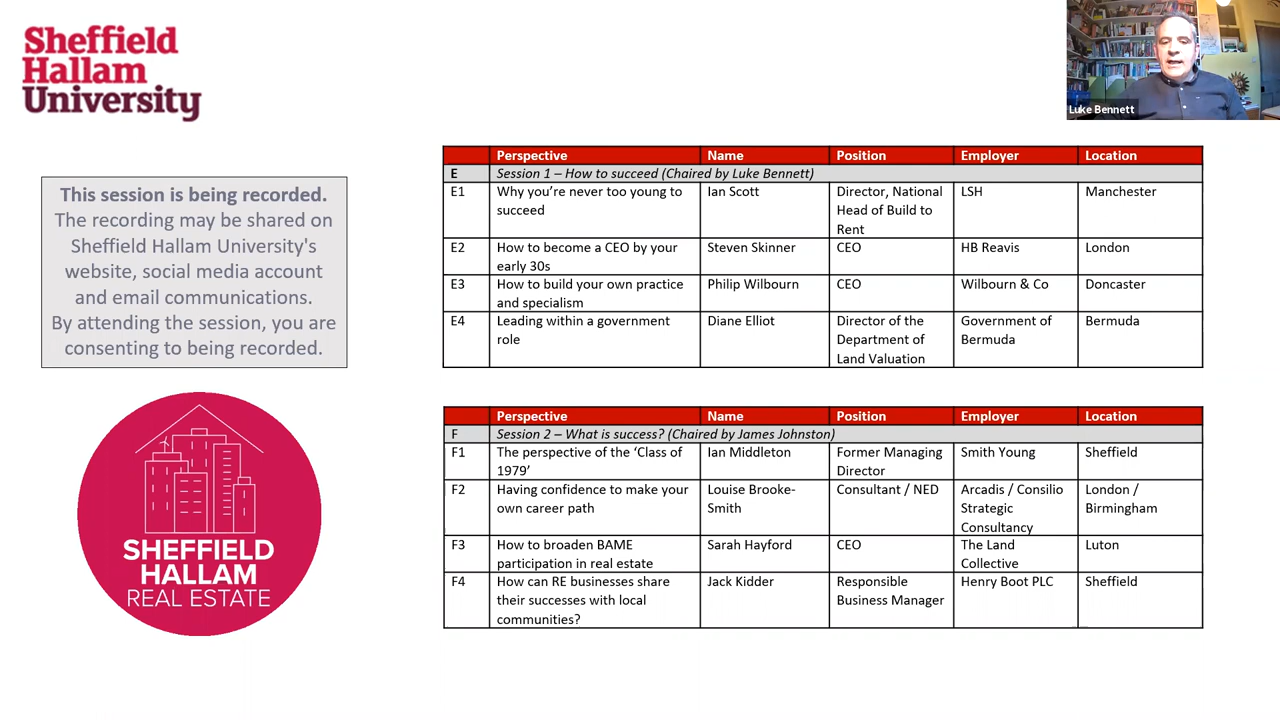 Sheffield
Hallam
University
Luke Bennett
This session is being recorded.
The recording may be shared on
Sheffield Hallam University's
website, social media account
and email communications.
By attending the session, you are
consenting to being recorded.
SHEFFIELD
HALLAM
REAL ESTATE
Perspective Name Position Employer Location
E Session 1 – How to succeed (Chaired by Luke Bennett)
E1 Why you’re never too young to Ian Scott Director, National LSH Manchester
succeed Head of Build to
Rent
E2 How to become a CEO by your Steven Skinner CEO HB Reavis London
early 30s
E3 How to build your own practice Philip Wilbourn CEO Wilbourn & Co Doncaster
and specialism
E4 Leading within a government Diane Elliot Director of the Government of Bermuda
role Department of Bermuda
Land Valuation
Perspective Name Position Employer Location
F Session 2 – What is success? (Chaired by James Johnston)
F1 The perspective of the ‘Class of Ian Middleton Former Managing Smith Young Sheffield
1979’ Director
F2 Having confidence to make your Louise Brooke- Consultant / NED Arcadis / Consilio London /
own career path Smith Strategic Birmingham
Consultancy
F3 How to broaden BAME Sarah Hayford CEO The Land Luton
participation in real estate Collective
F4 How can RE businesses share Jack Kidder Responsible Henry Boot PLC Sheffield
their successes with local Business Manager
communities?